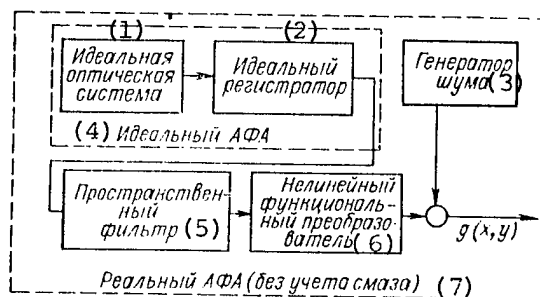 (1)
Идеальная
оптическая
система
(2)
Идеальный
регистратор
Генератор
шума(3)
(4) Идеальный АФА
Пространствен-
ный
фильтр(5)
Нелинейный
функциональ-
ный преобразо-
ватель(6)
g(x,y)
Реальный АФА (без учета смаза) (7)